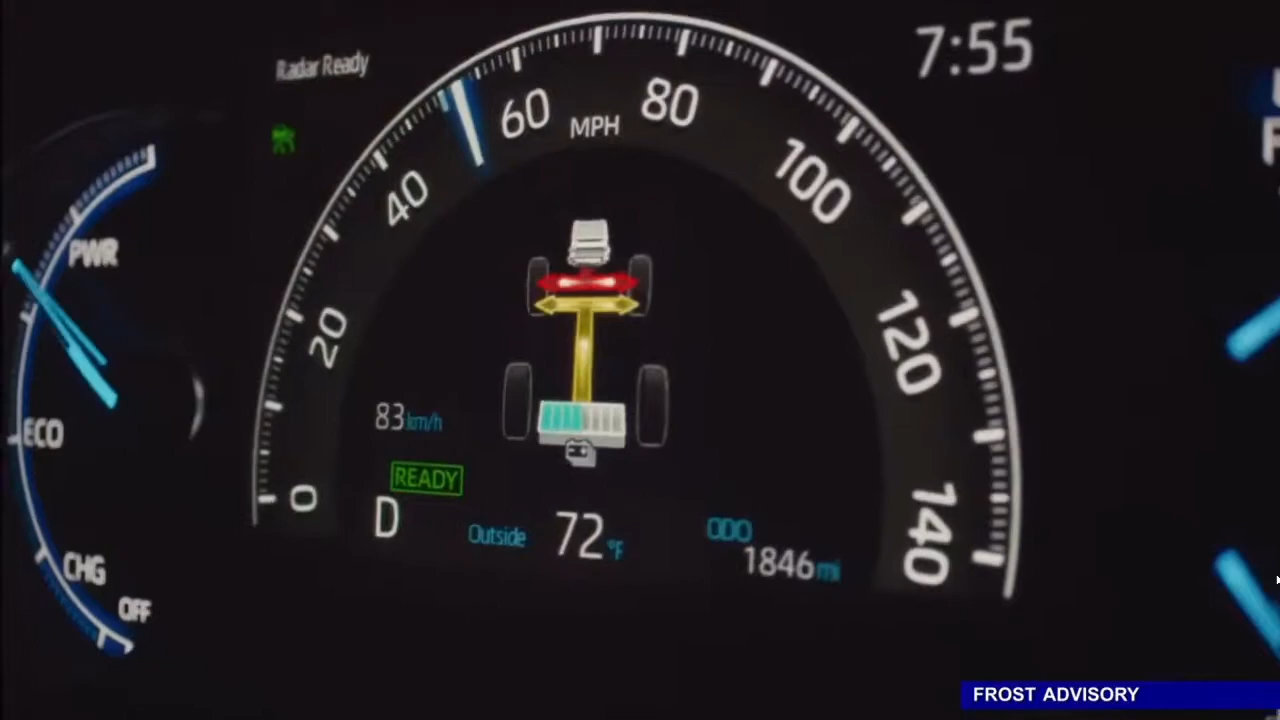 Radar Ready
7:55
PWR
ECO
CHG
OFF
0
20
40
60
80
100
120
140
MPH
83 km/h
READY
D
Outside 72 °F
ODO
1846 mi
FROST ADVISORY